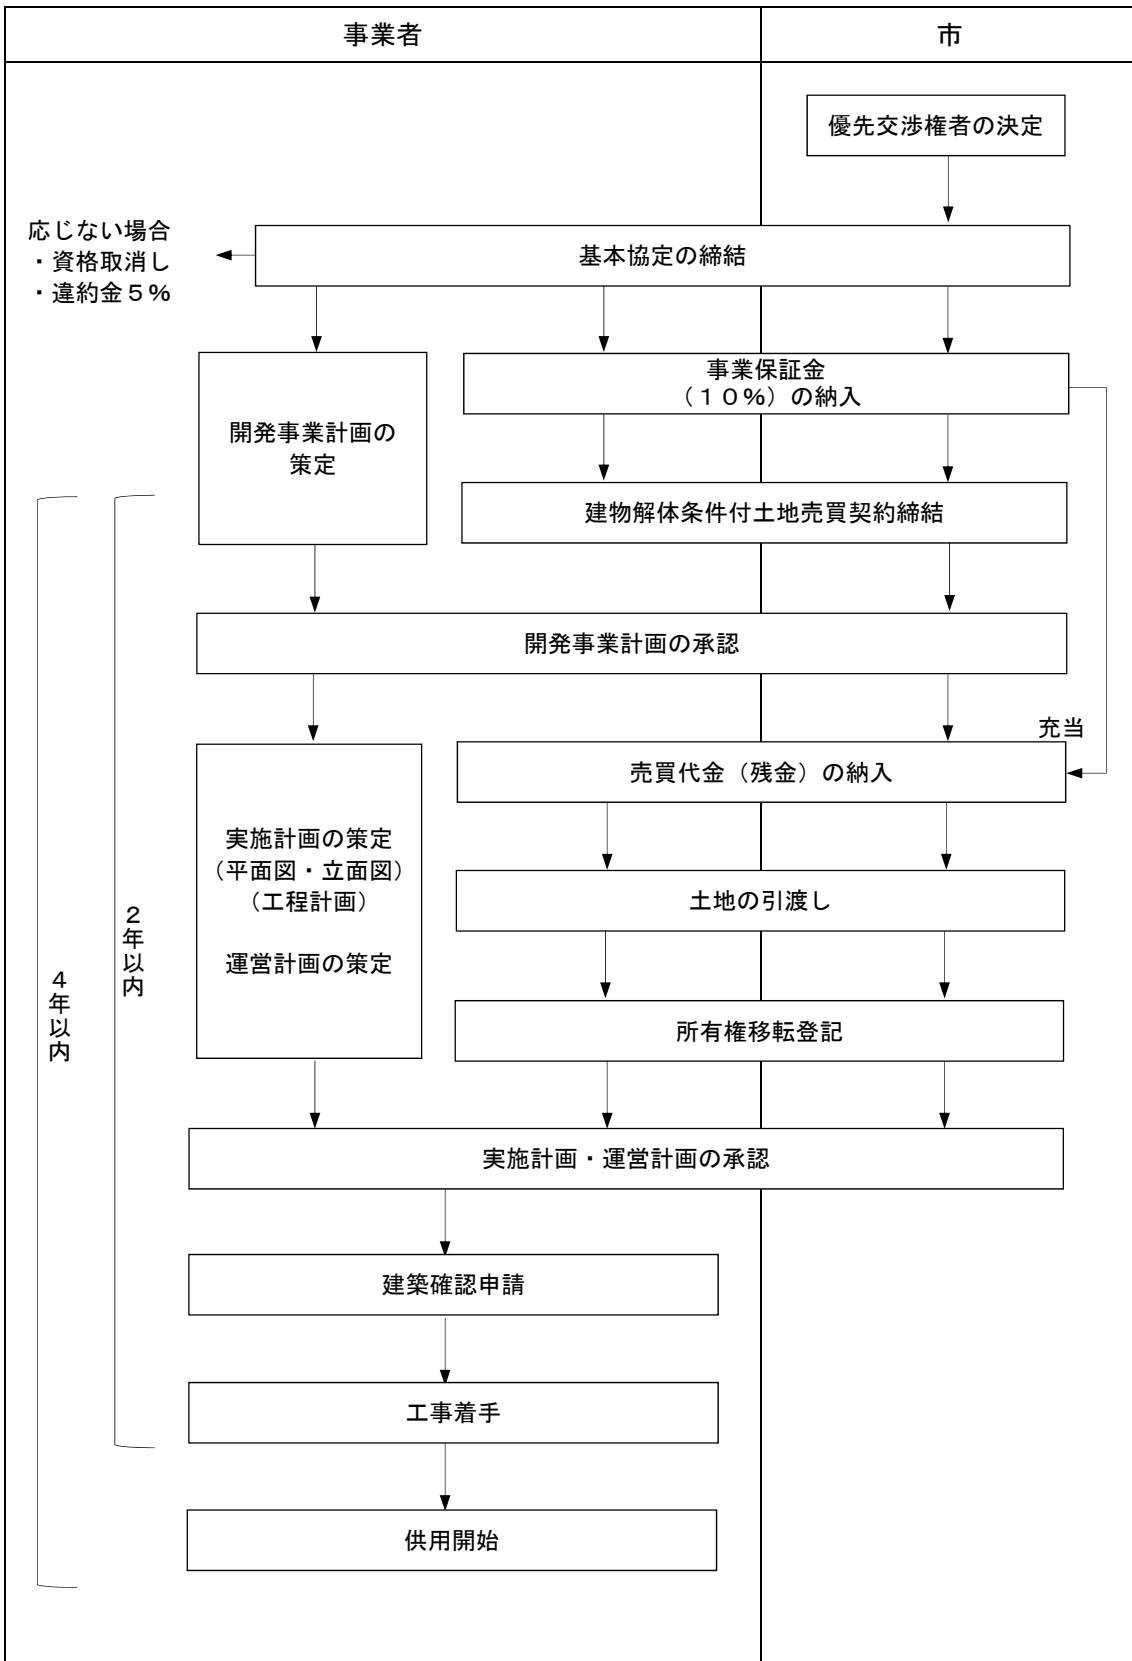 事業者
市
優先交渉権者の決定
応じない場合
・資格取消し
・違約金５％
基本協定の締結
事業保証金
（１０％）の納入
開発事業計画の
策定
建物解体条件付土地売買契約締結
開発事業計画の承認
充当
売買代金（残金）の納入
実施計画の策定
（平面図・立面図）
（工程計画）
運営計画の策定
土地の引渡し
所有権移転登記
２年以内
４年以内
実施計画・運営計画の承認
建築確認申請
工事着手
供用開始